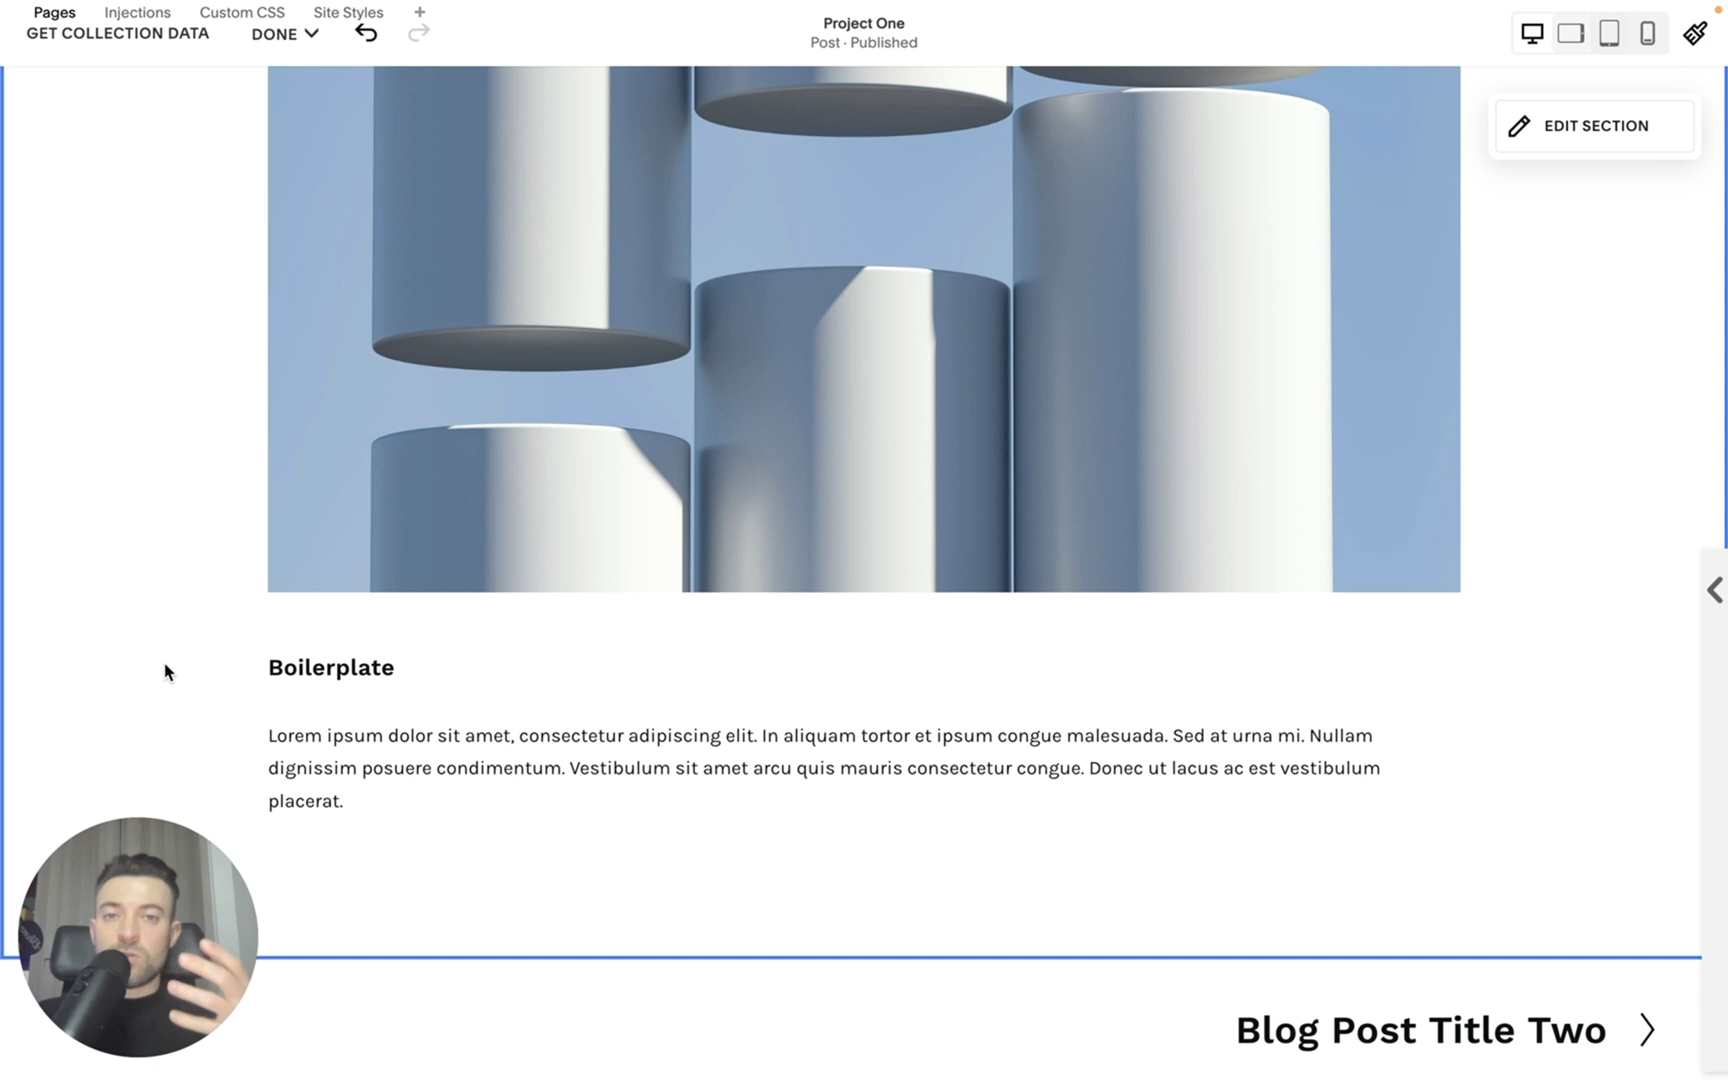 Pages Injections Custom CSS Site Styles +
GET COLLECTION DATA DONE
Project One
Post · Published
EDIT SECTION
Boilerplate
Lorem ipsum dolor sit amet, consectetur adipiscing elit. In aliquam tortor et ipsum congue malesuada. Sed at urna mi. Nullam
dignissim posuere condimentum. Vestibulum sit amet arcu quis mauris consectetur congue. Donec ut lacus ac est vestibulum
placerat.
Blog Post Title Two